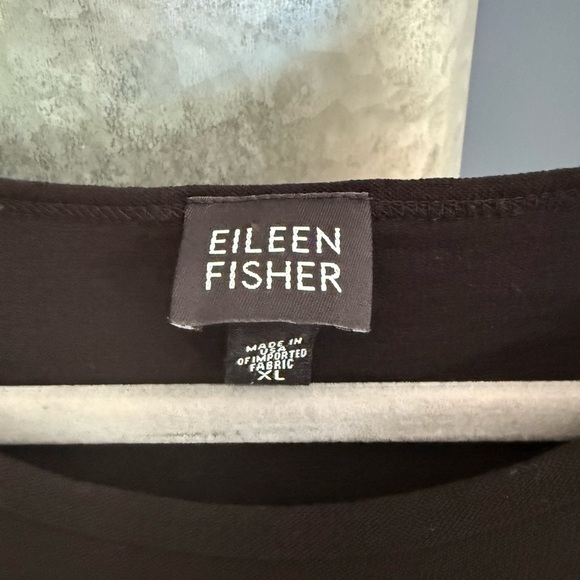 EILEEN
FISHER
MADE IN
USA
OF IMPORTED
FABRIC
XL